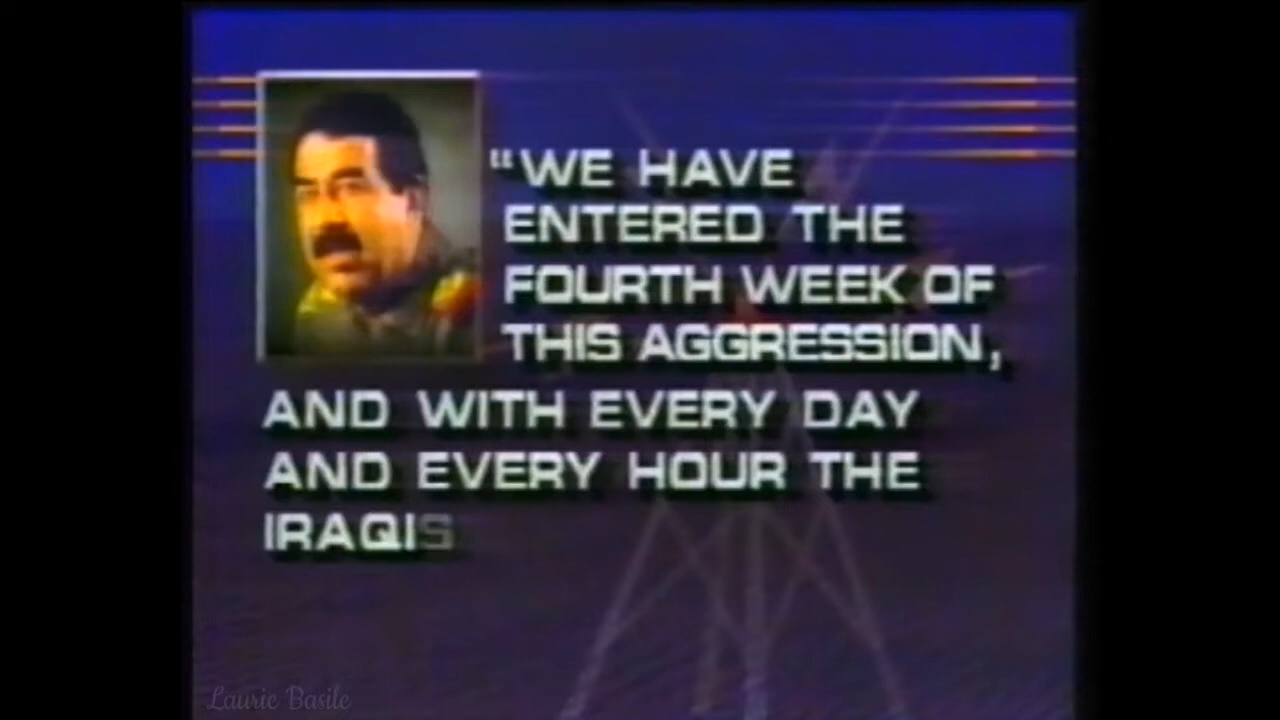 “WE HAVE
ENTERED THE
FOURTH WEEK OF
THIS AGGRESSION,
AND WITH EVERY DAY
AND EVERY HOUR THE
IRAQIS
Laurie Basile